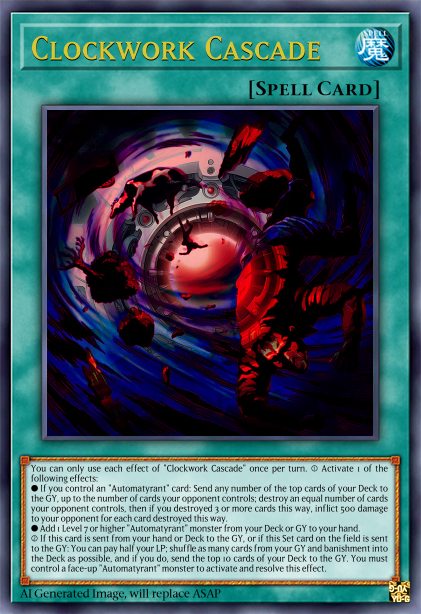 Clockwork Cascade
SPELL
魔
[Spell Card]
You can only use each effect of "Clockwork Cascade" once per turn. ① Activate 1 of the
following effects:
● If you control an "Automatyrant" card: Send any number of the top cards of your Deck to
the GY, up to the number of cards your opponent controls; destroy an equal number of cards
your opponent controls, then if you destroyed 3 or more cards this way, inflict 500
damage to your opponent for each card destroyed this way.
● Add 1 Level 7 or higher "Automatyrant" monster from your Deck or GY to your hand.
② If this card is sent from your hand or Deck to the GY, or if this Set card on the field is
sent to the GY: You can pay half your LP; shuffle as many cards from your GY and banishment into
the Deck as possible, and if you do, send the top 10 cards of your Deck to the GY. You must
control a face-up "Automatyrant" monster to activate and resolve this effect.
AI Generated Image, will replace ASAP